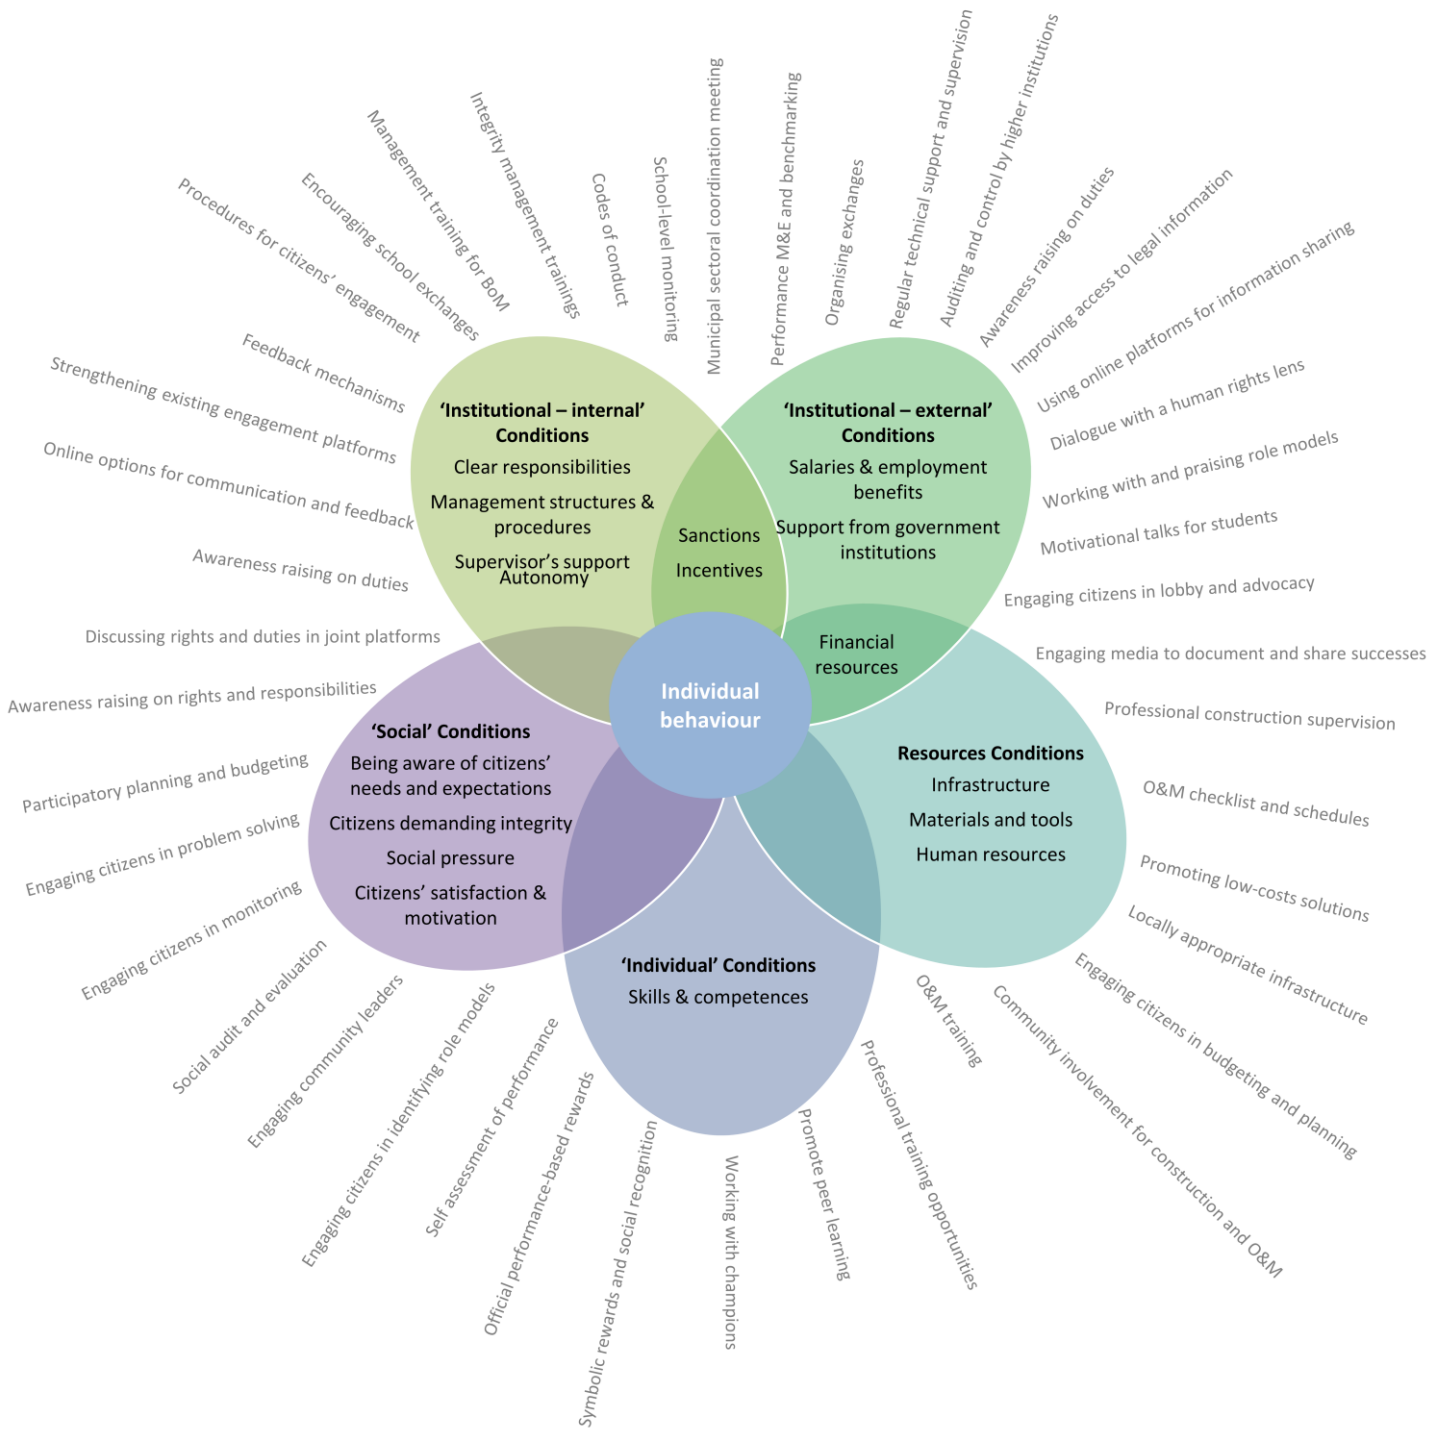 ‘Institutional – internal’
Conditions
Clear responsibilities
Management structures &
procedures
Supervisor’s support
Autonomy
Sanctions
Incentives
‘Institutional – external’
Conditions
Salaries & employment
benefits
Support from government
institutions
Financial
resources
Individual
behaviour
‘Social’ Conditions
Being aware of citizens’
needs and expectations
Citizens demanding integrity
Social pressure
Citizens’ satisfaction &
motivation
Resources Conditions
Infrastructure
Materials and tools
Human resources
‘Individual’ Conditions
Skills & competences
Municipal sectoral coordination meeting
Performance M&E and benchmarking
Organising exchanges
Regular technical support and supervision
Auditing and control by higher institutions
Awareness raising on duties
Improving access to legal information
Using online platforms for information sharing
Dialogue with a human rights lens
Working with and praising role models
Motivational talks for students
Engaging citizens in lobby and advocacy
Engaging media to document and share successes
Professional construction supervision
O&M checklist and schedules
Promoting low-costs solutions
Locally appropriate infrastructure
Engaging citizens in budgeting and planning
Community involvement for construction and O&M
O&M training
Professional training opportunities
Promote peer learning
Working with champions
Symbolic rewards and social recognition
Official performance-based rewards
Self assessment of performance
Engaging citizens in identifying role models
Engaging community leaders
Social audit and evaluation
Engaging citizens in monitoring
Engaging citizens in problem solving
Participatory planning and budgeting
Awareness raising on rights and responsibilities
Discussing rights and duties in joint platforms
Awareness raising on duties
Online options for communication and feedback
Strengthening existing engagement platforms
Feedback mechanisms
Procedures for citizens’ engagement
Encouraging school exchanges
Management training for BoM
Integrity management trainings
Codes of conduct
School-level monitoring